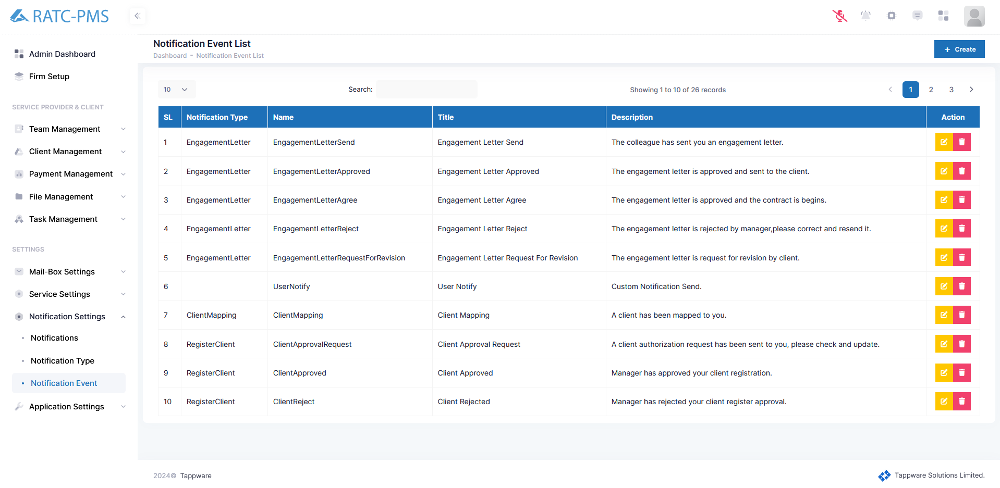 RATC-PMS
Admin Dashboard
Firm Setup
SERVICE PROVIDER & CLIENT
Team Management
Client Management
Payment Management
File Management
Task Management
SETTINGS
Mail-Box Settings
Service Settings
Notification Settings
Notifications
Notification Type
Notification Event
Application Settings
Notification Event List
Dashboard - Notification Event List
+ Create
10
Search:
Showing 1 to 10 of 26 records
1 2 3
SL Notification Type Name Title Description Action
1 EngagementLetter EngagementLetterSend Engagement Letter Send The colleague has sent you an engagement letter.
2 EngagementLetter EngagementLetterApproved Engagement Letter Approved The engagement letter is approved and sent to the client.
3 EngagementLetter EngagementLetterAgree Engagement Letter Agree The engagement letter is approved and the contract is begins.
4 EngagementLetter EngagementLetterReject Engagement Letter Reject The engagement letter is rejected by manager,please correct and resend it.
5 EngagementLetter EngagementLetterRequestForRevision Engagement Letter Request For Revision The engagement letter is request for revision by client.
6 UserNotify User Notify Custom Notification Send.
7 ClientMapping ClientMapping Client Mapping A client has been mapped to you.
8 RegisterClient ClientApprovalRequest Client Approval Request A client authorization request has been sent to you, please check and update.
9 RegisterClient ClientApproved Client Approved Manager has approved your client registration.
10 RegisterClient ClientReject Client Rejected Manager has rejected your client register approval.
2024© Tappware
Tappware Solutions Limited.